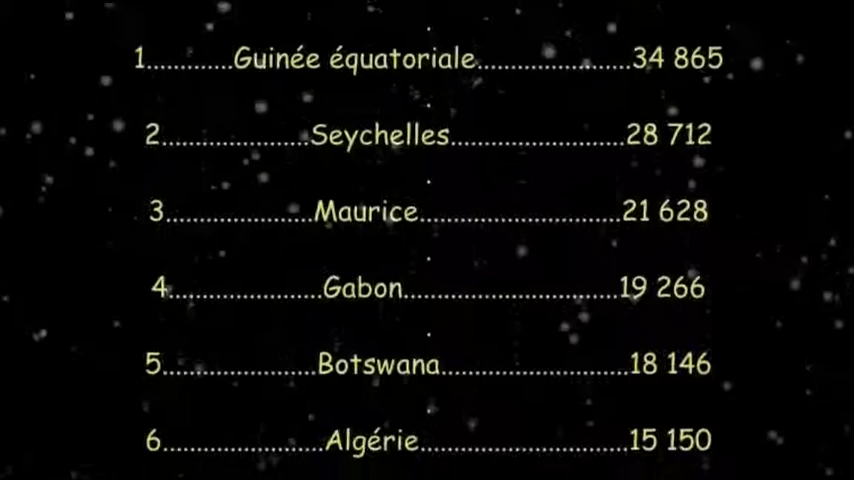 1.............Guinée équatoriale.......................34 865
2......................Seychelles..........................28 712
3......................Maurice..............................21 628
4.......................Gabon................................19 266
5.......................Botswana............................18 146
6........................Algérie...............................15 150